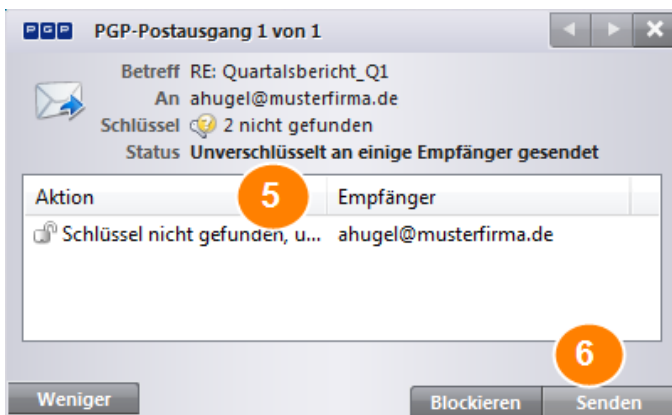 PGP PGP-Postausgang 1 von 1
Betreff RE: Quartalsbericht_Q1
An ahugel@musterfirma.de
Schlüssel 2 nicht gefunden
Status Unverschlüsselt an einige Empfänger gesendet
Aktion 5 Empfänger
Schlüssel nicht gefunden, u... ahugel@musterfirma.de
6
Weniger Blockieren Senden